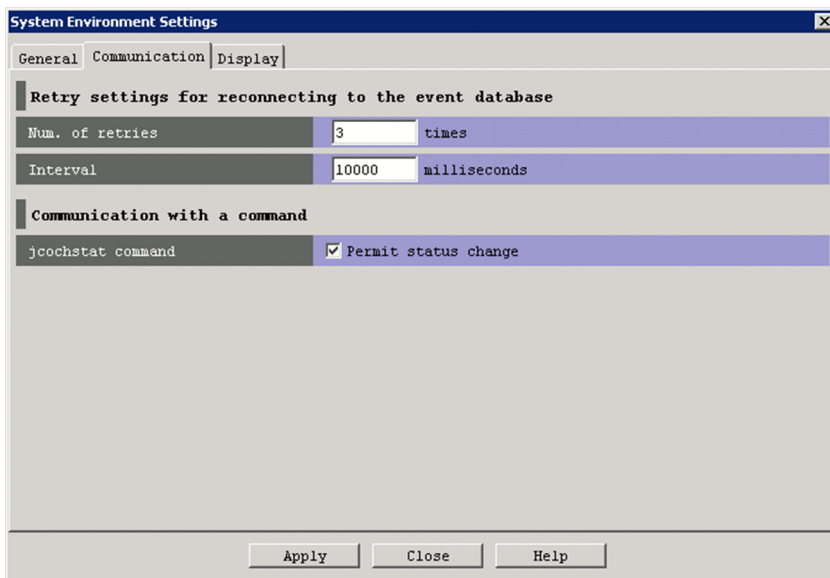 System Environment Settings
General Communication Display
Retry settings for reconnecting to the event database
Num. of retries 3 times
Interval 10000 milliseconds
Communication with a command
jcochstat command Permit status change
Apply Close Help